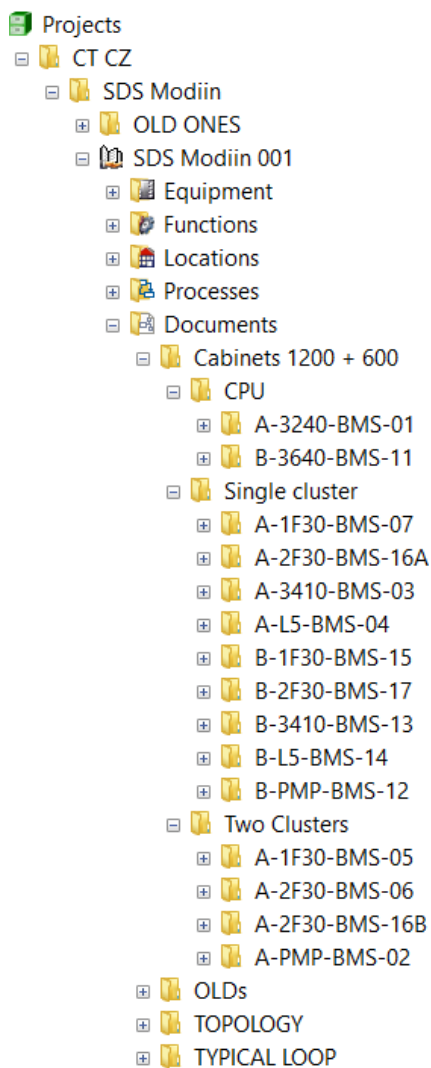 Projects
CT CZ
SDS Modiin
OLD ONES
SDS Modiin 001
Equipment
Functions
Locations
Processes
Documents
Cabinets 1200 + 600
CPU
A-3240-BMS-01
B-3640-BMS-11
Single cluster
A-1F30-BMS-07
A-2F30-BMS-16A
A-3410-BMS-03
A-L5-BMS-04
B-1F30-BMS-15
B-2F30-BMS-17
B-3410-BMS-13
B-L5-BMS-14
B-PMP-BMS-12
Two Clusters
A-1F30-BMS-05
A-2F30-BMS-06
A-2F30-BMS-16B
A-PMP-BMS-02
OLDs
TOPOLOGY
TYPICAL LOOP